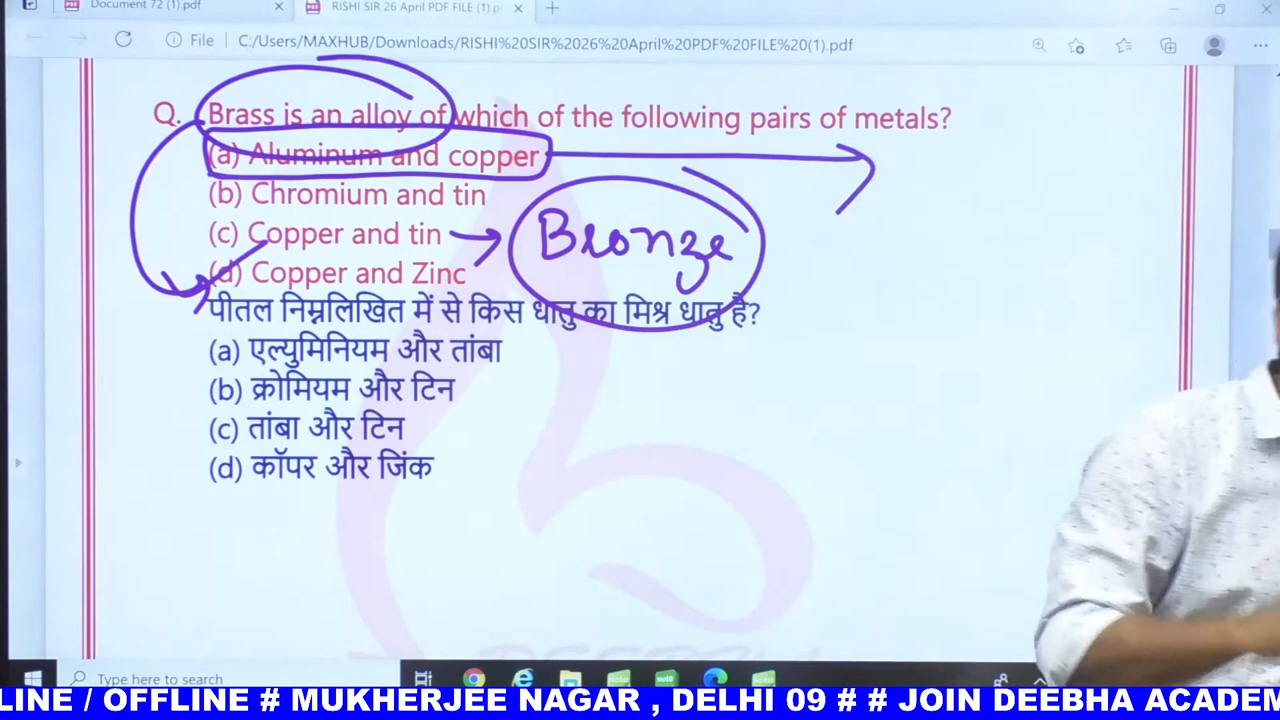 Document 72 (1).pdf
RISHI SIR 26 April PDF FILE (1).p
File
C:/Users/MAXHUB/Downloads/RISHI%20SIR%2026%20April%20PDF%20FILE%20(1).pdf
Q. Brass is an alloy of which of the following pairs of metals?
(a) Aluminum and copper
(b) Chromium and tin
(c) Copper and tin
Bronze
(d) Copper and Zinc
पीतल निम्नलिखित में से किस धातु का मिश्र धातु है?
(a) एल्युमिनियम और तांबा
(b) क्रोमियम और टिन
(c) तांबा और टिन
(d) कॉपर और जिंक
Type here to search
LINE / OFFLINE # MUKHERJEE NAGAR , DELHI 09 # # JOIN DEEBHA ACADEM